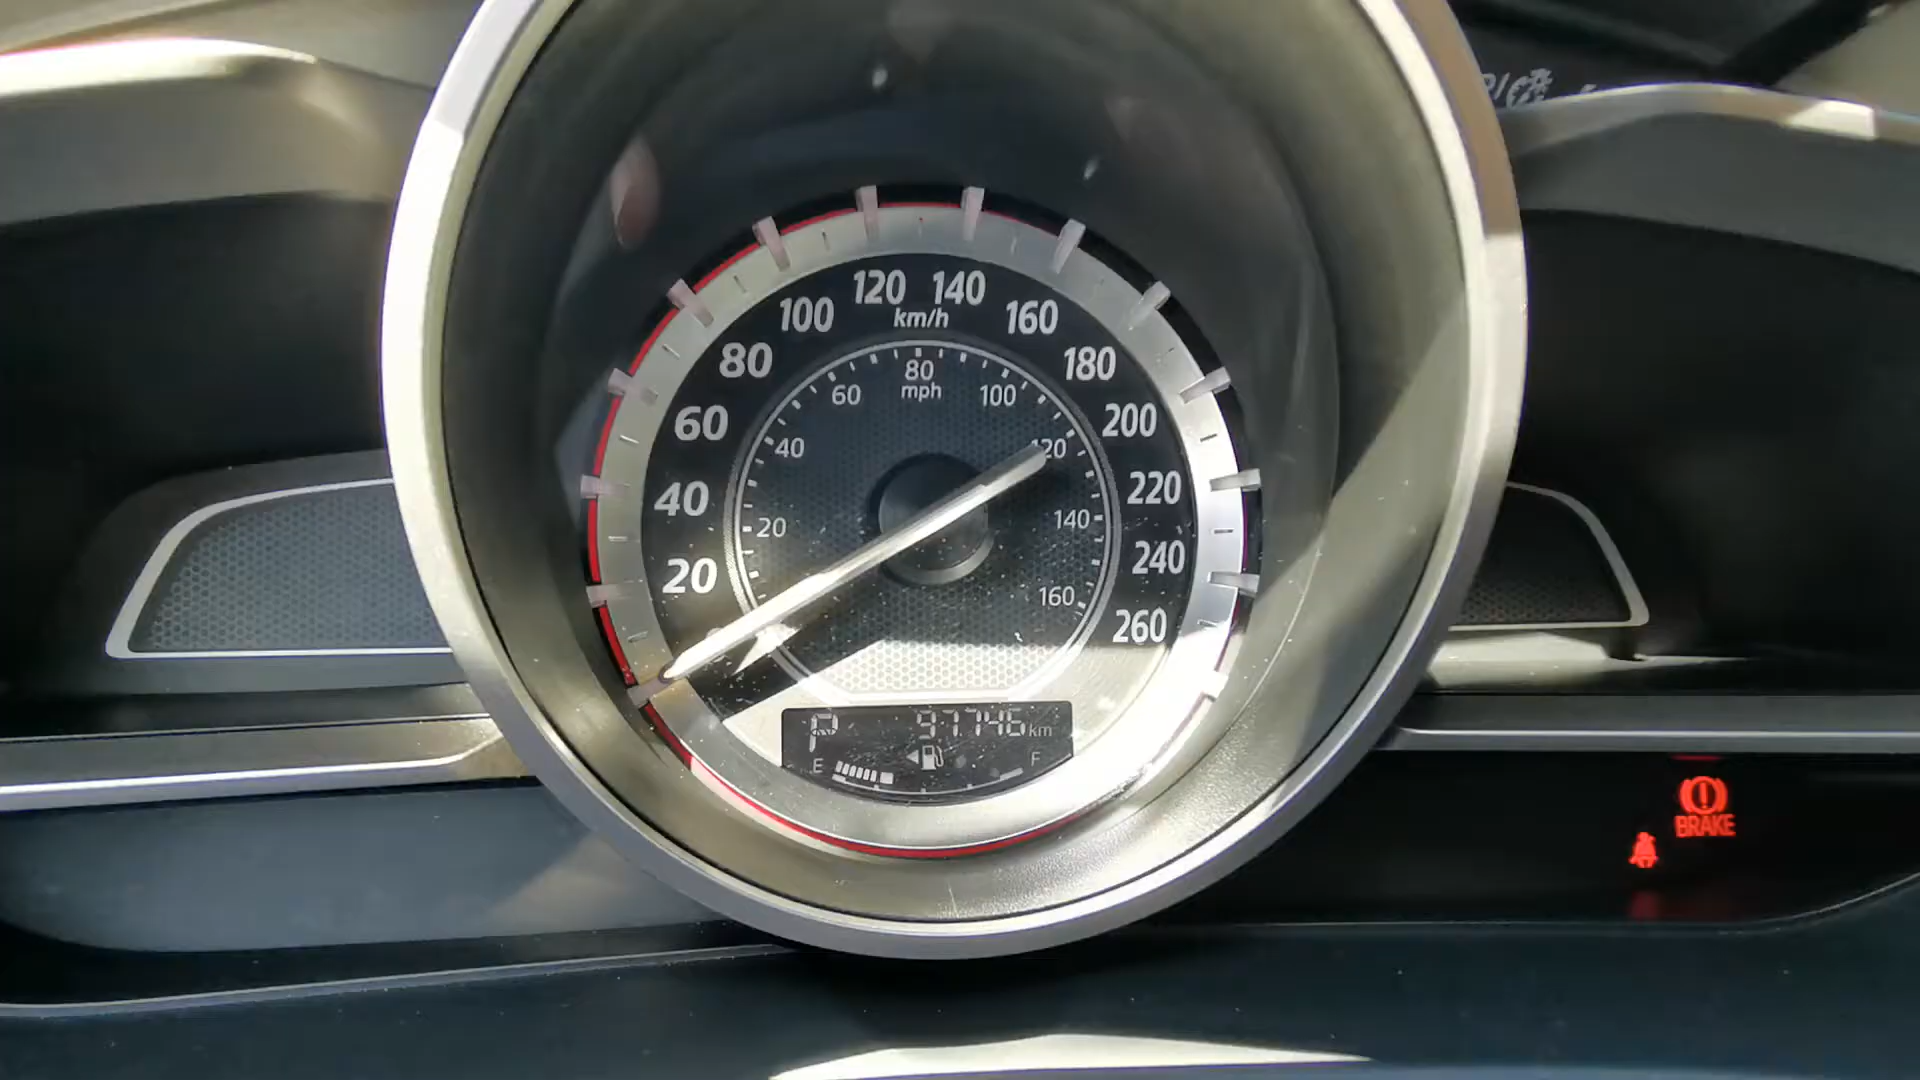 120 140
100 km/h 160
80 180
60 200
40 220
20 240
260
80
60 mph 100
40 120
20 140
160
P 97746 km
E F
BRAKE